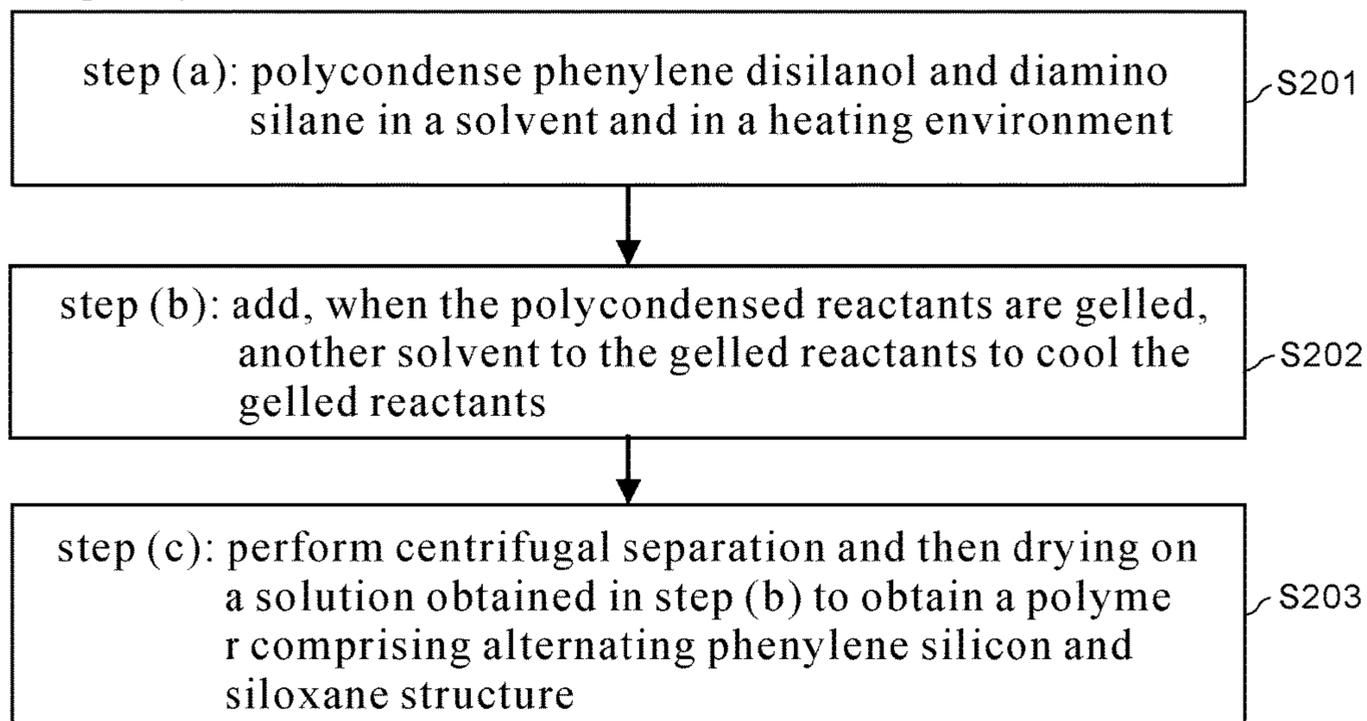 step (a): polycondense phenylene disilanol and diamino
silane in a solvent and in a heating environment
S201
step (b): add, when the polycondensed reactants are gelled,
another solvent to the gelled reactants to cool the
gelled reactants
S202
step (c): perform centrifugal separation and then drying on
a solution obtained in step (b) to obtain a polyme
r comprising alternating phenylene silicon and
siloxane structure
S203